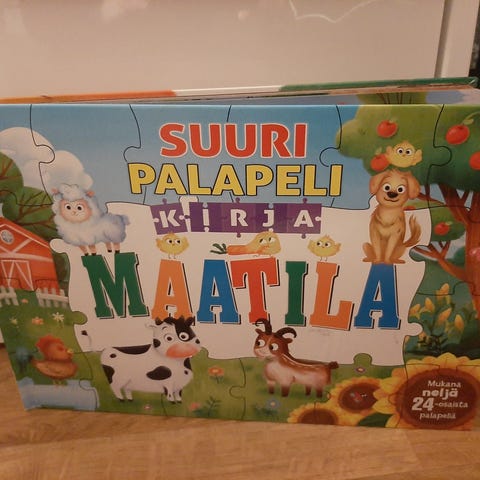 SUURI
PALAPELI
KIRJA
MAATILA
Mukana
neljä
24-osaista
palapeliä